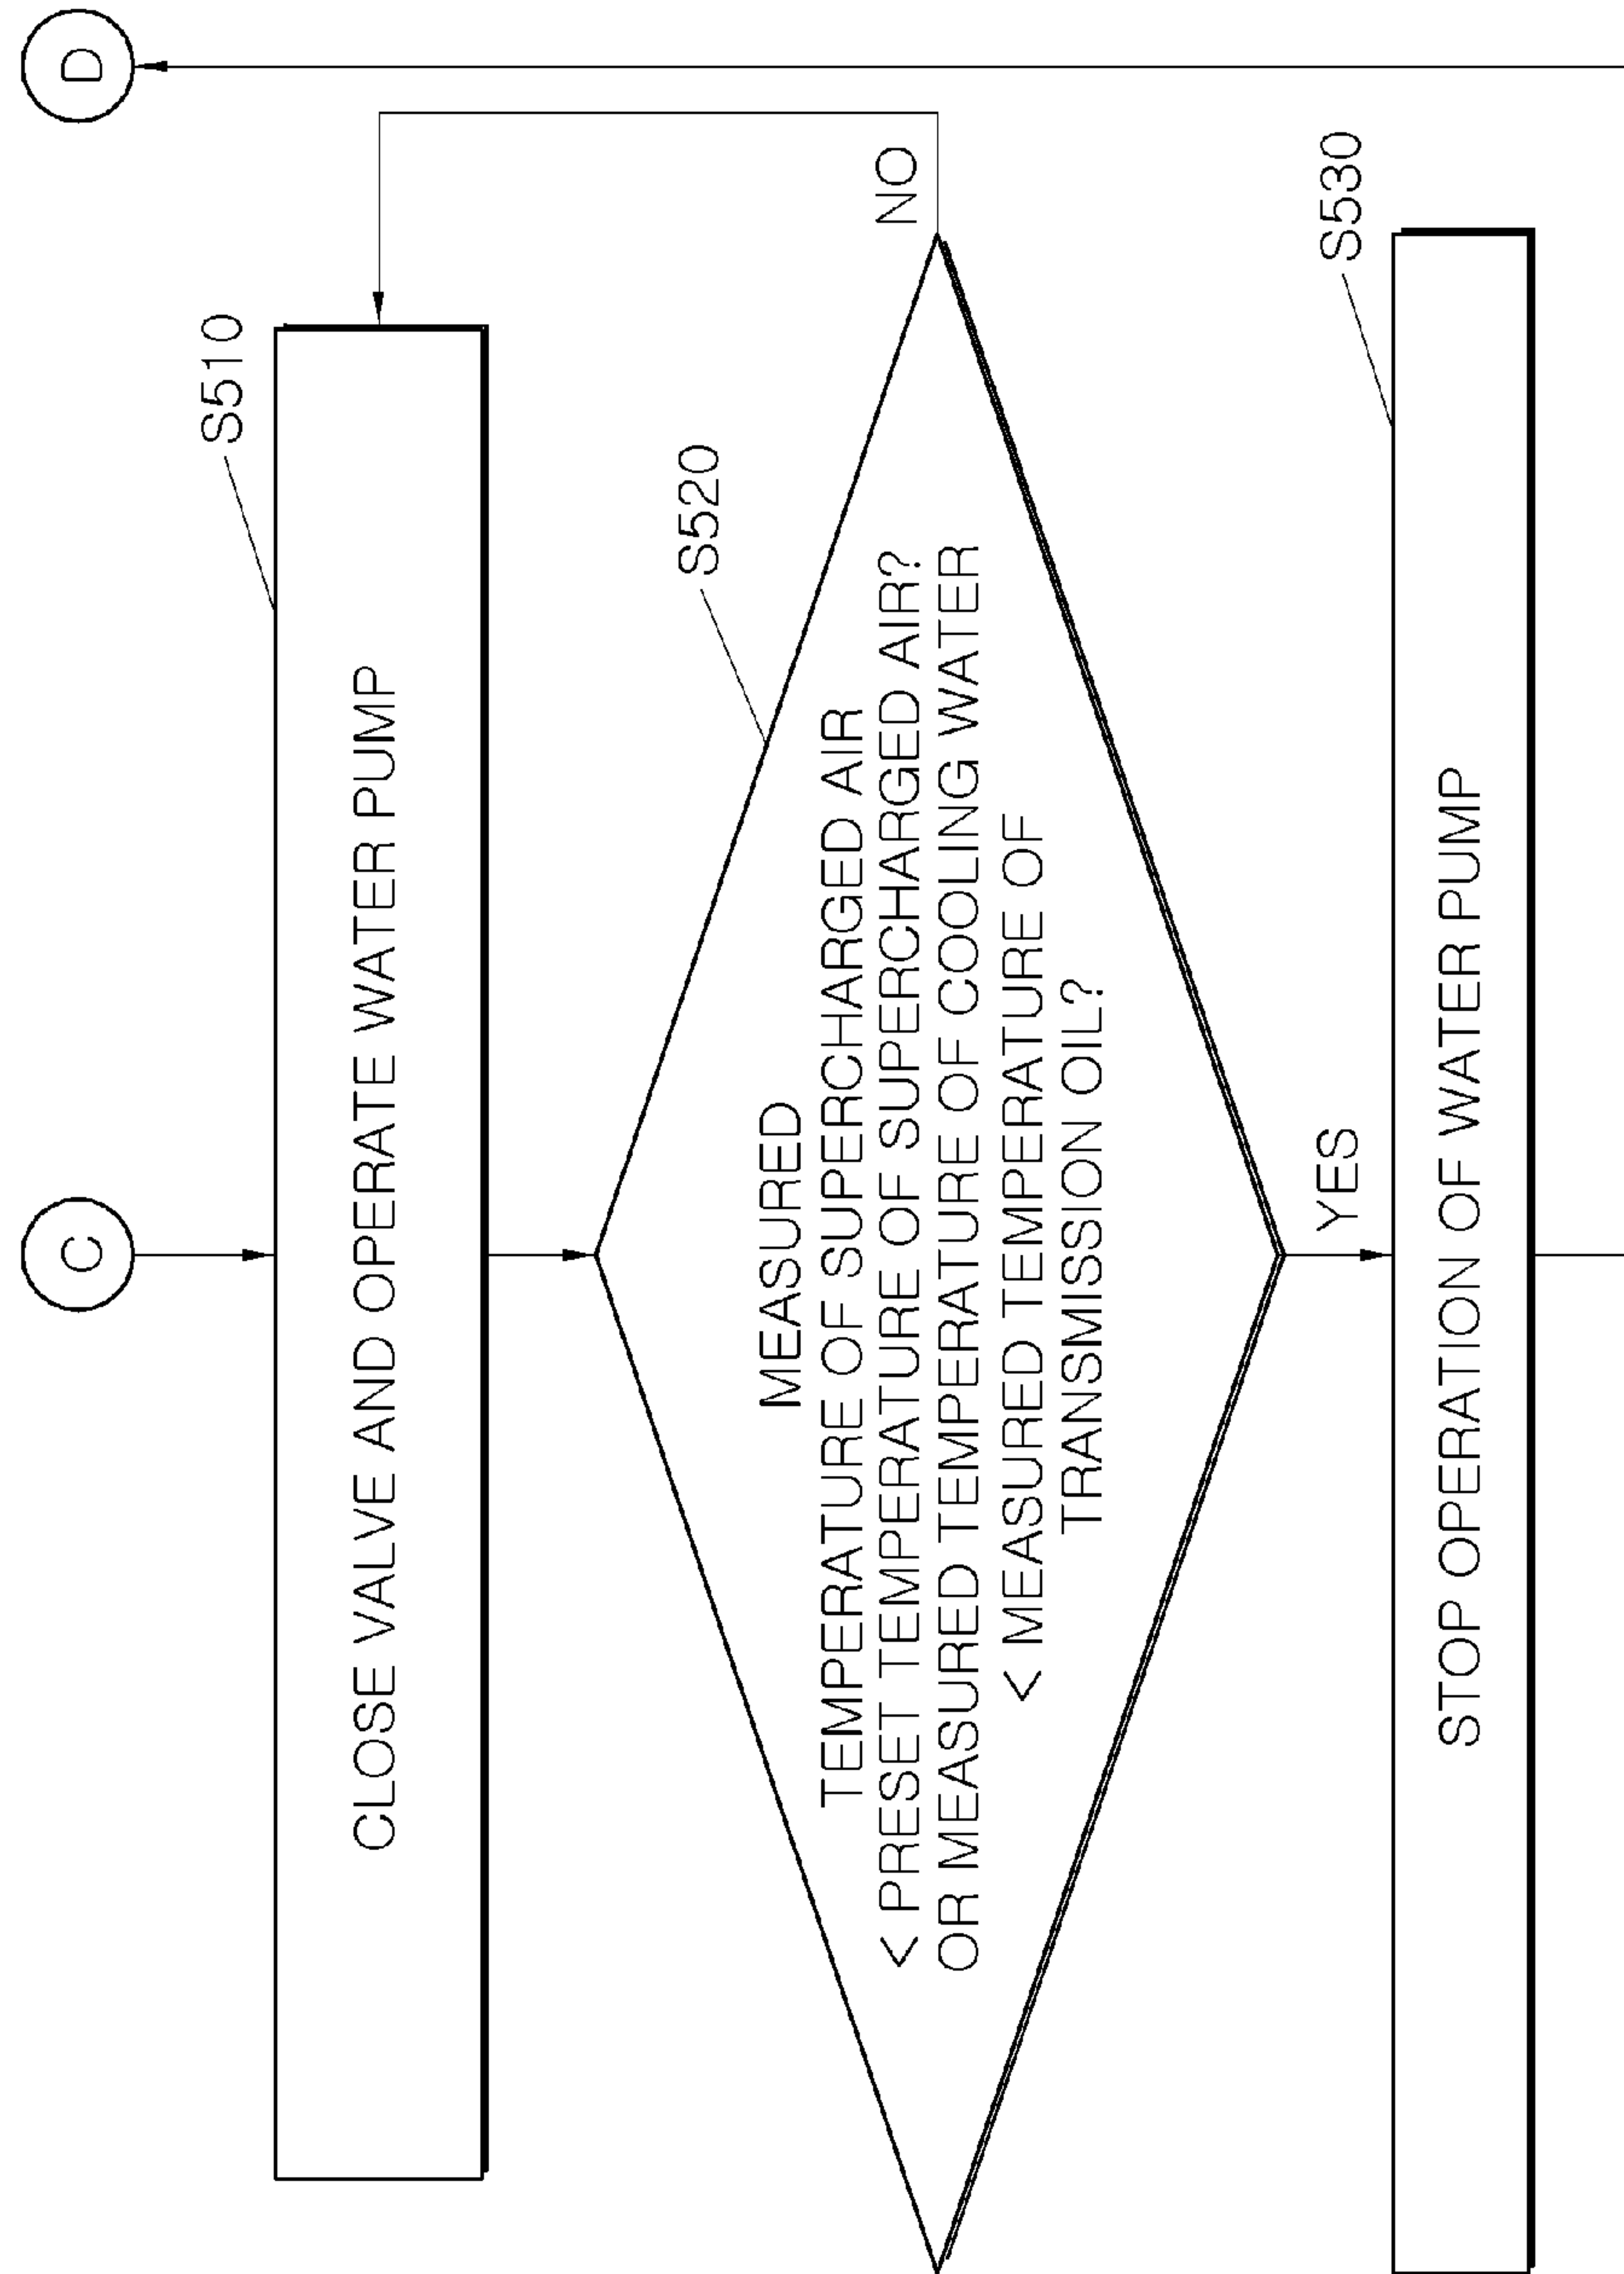 C
D
S510
CLOSE VALVE AND OPERATE WATER PUMP
S520
MEASURED
TEMPERATURE OF SUPERCHARGED AIR
< PRESET TEMPERATURE OF SUPERCHARGED AIR?
OR MEASURED TEMPERATURE OF COOLING WATER
< MEASURED TEMPERATURE OF
TRANSMISSION OIL?
NO
YES
S530
STOP OPERATION OF WATER PUMP